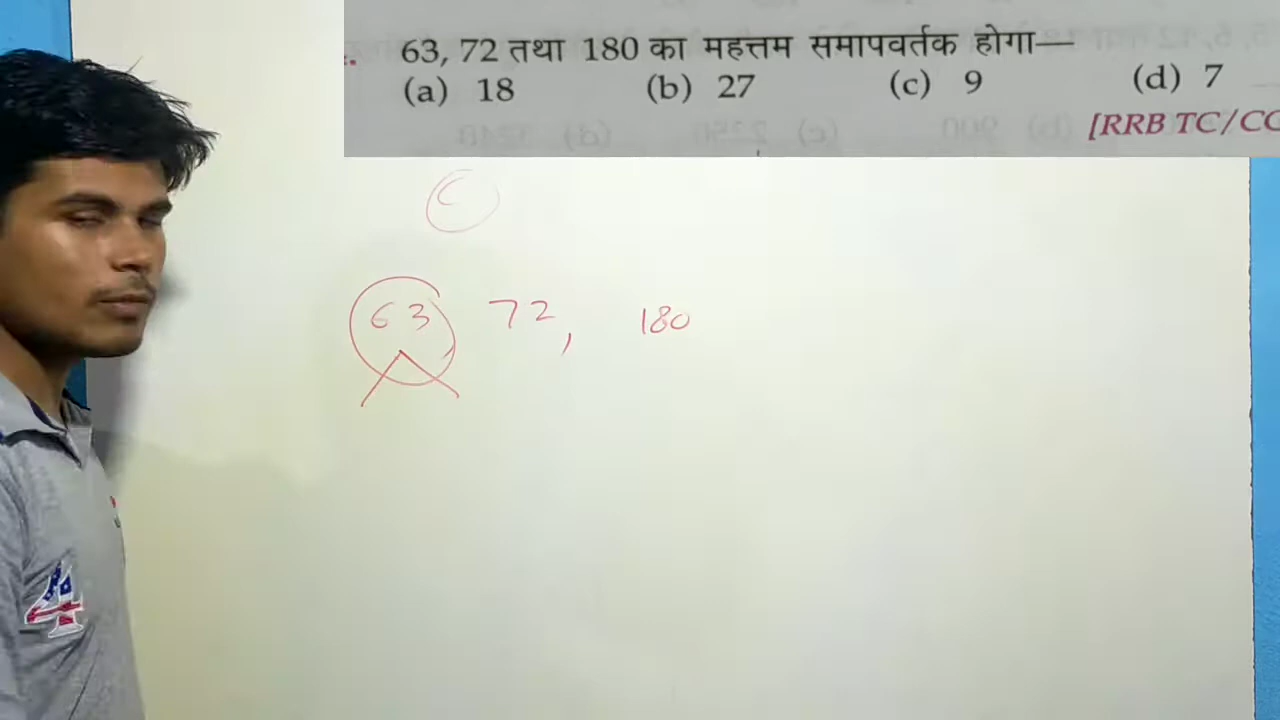 63, 72 तथा 180 का महत्तम समापवर्तक होगा—
(a) 18 (b) 27 (c) 9 (d) 7
[RRB TC/CC
C
63 72, 180
4